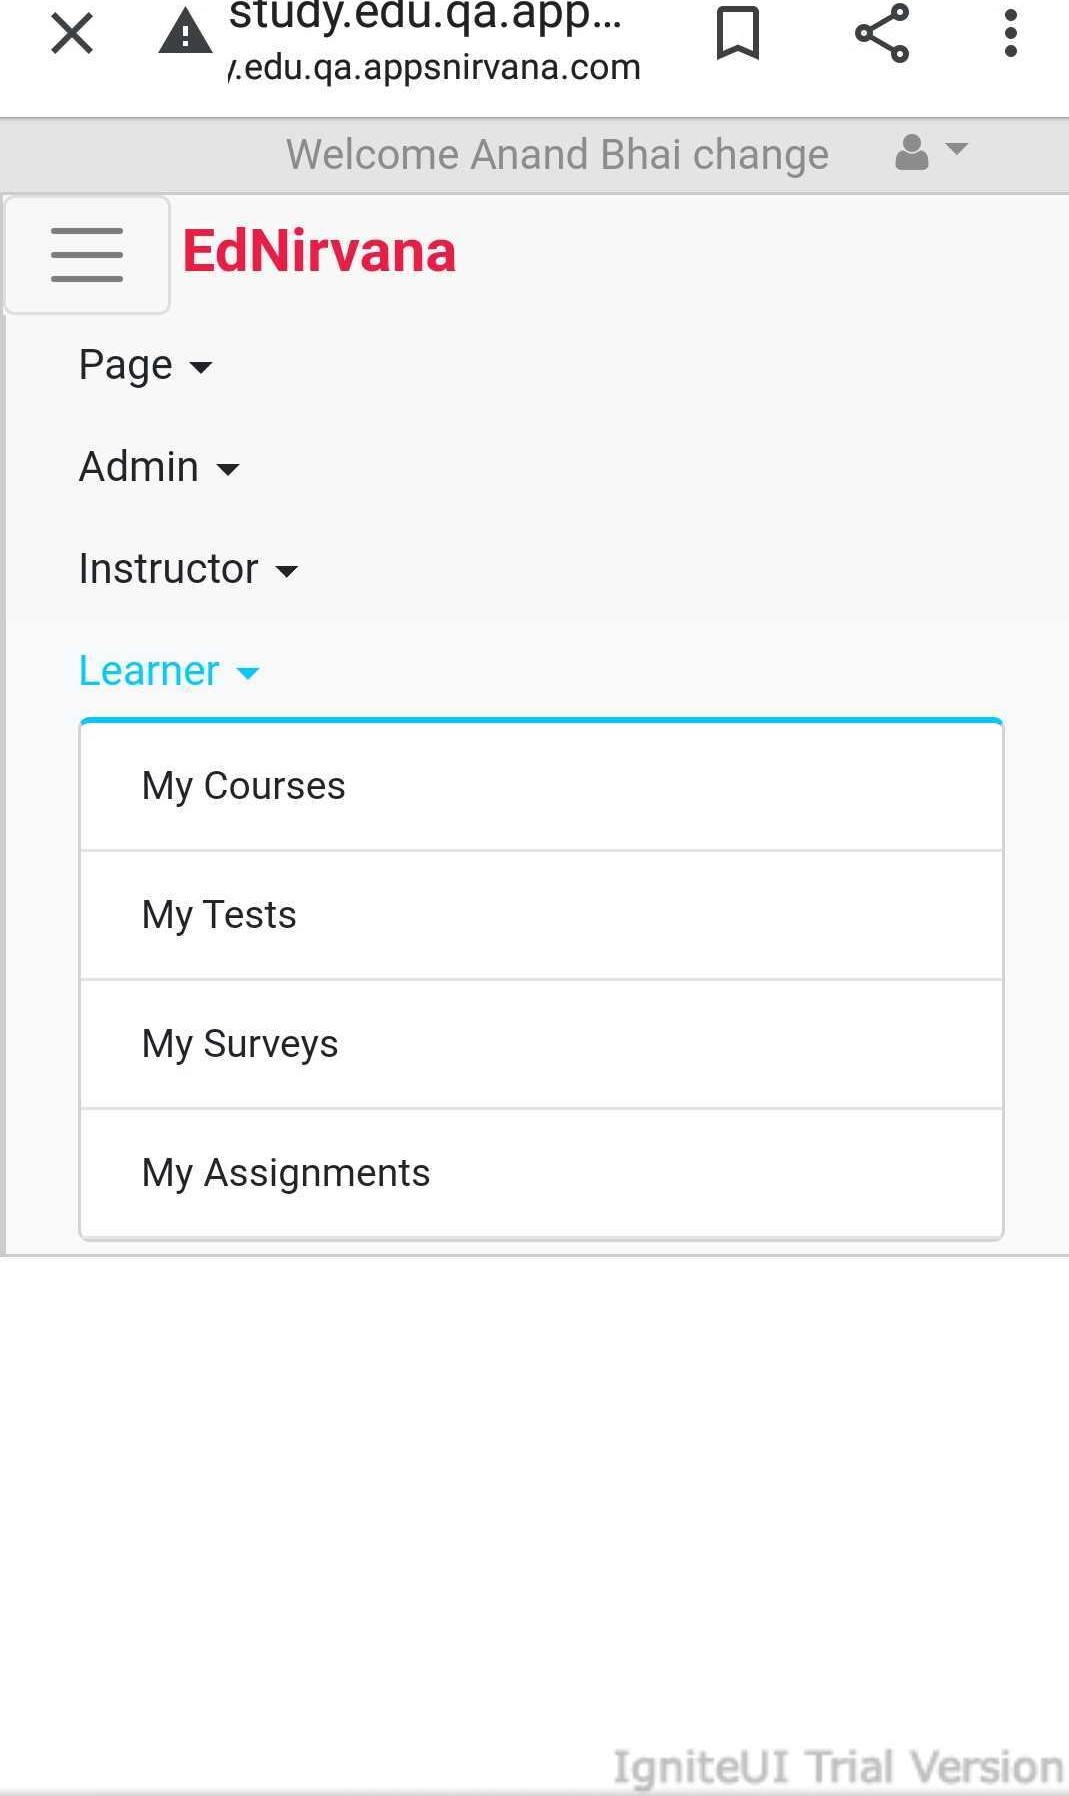 study.edu.qa.app...
/.edu.qa.appsnirvana.com
Welcome Anand Bhai change
EdNirvana
Page
Admin
Instructor
Learner
My Courses
My Tests
My Surveys
My Assignments
IgniteUI Trial Version